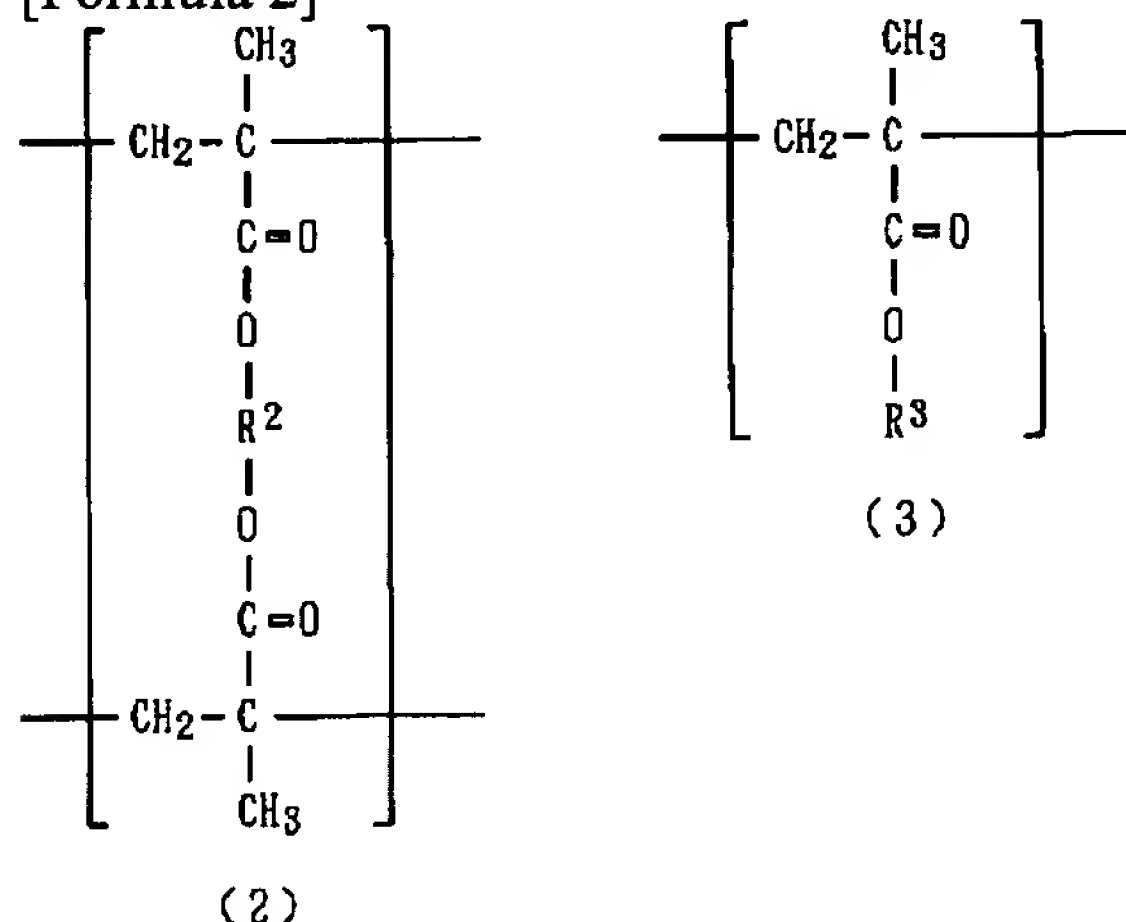 [Formula 2]
CH3
CH2-C
C=O
O
R2
O
C=O
CH2-C
CH3
(2)
CH3
CH2-C
C=O
O
R3
(3)